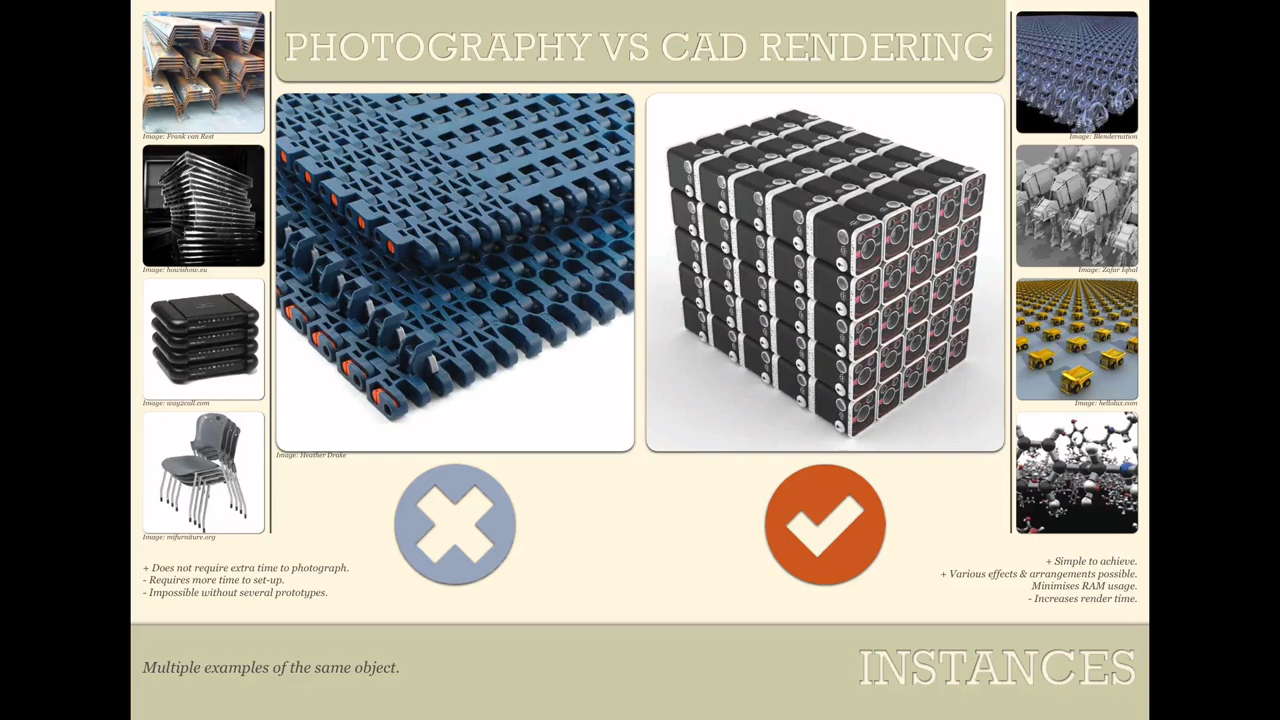 PHOTOGRAPHY VS CAD RENDERING
Image: Frank van Rest
Image: howishow.eu
Image: way2call.com
Image: mifurniture.org
Image: Heather Drake
Image: Blendernation
Image: Zafar Iqbal
Image: hellolux.com
+ Does not require extra time to photograph.
- Requires more time to set-up.
- Impossible without several prototypes.
+ Simple to achieve.
+ Various effects & arrangements possible.
Minimises RAM usage.
- Increases render time.
Multiple examples of the same object.
INSTANCES